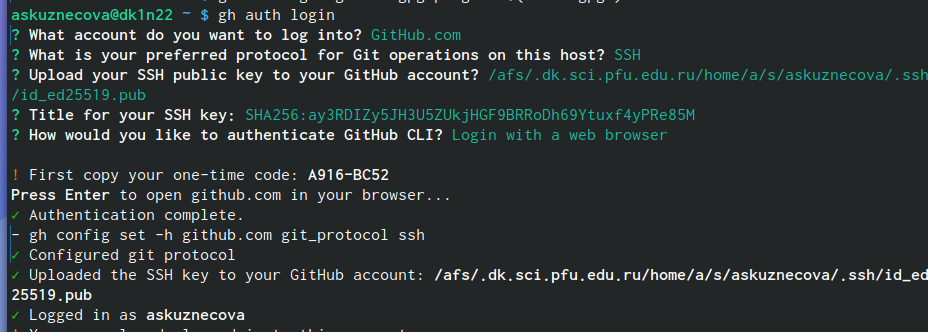 askuznecova@dk1n22 ~ $ gh auth login
? What account do you want to log into? GitHub.com
? What is your preferred protocol for Git operations on this host? SSH
? Upload your SSH public key to your GitHub account? /afs/.dk.sci.pfu.edu.ru/home/a/s/askuznecova/.ssh
/id_ed25519.pub
? Title for your SSH key: SHA256:ay3RDIZy5JH3U5ZUkjHGF9BRRoDh69Ytuxf4yPRe85M
? How would you like to authenticate GitHub CLI? Login with a web browser
! First copy your one-time code: A916-BC52
Press Enter to open github.com in your browser...
✓ Authentication complete.
- gh config set -h github.com git_protocol ssh
✓ Configured git protocol
✓ Uploaded the SSH key to your GitHub account: /afs/.dk.sci.pfu.edu.ru/home/a/s/askuznecova/.ssh/id_ed
25519.pub
✓ Logged in as askuznecova